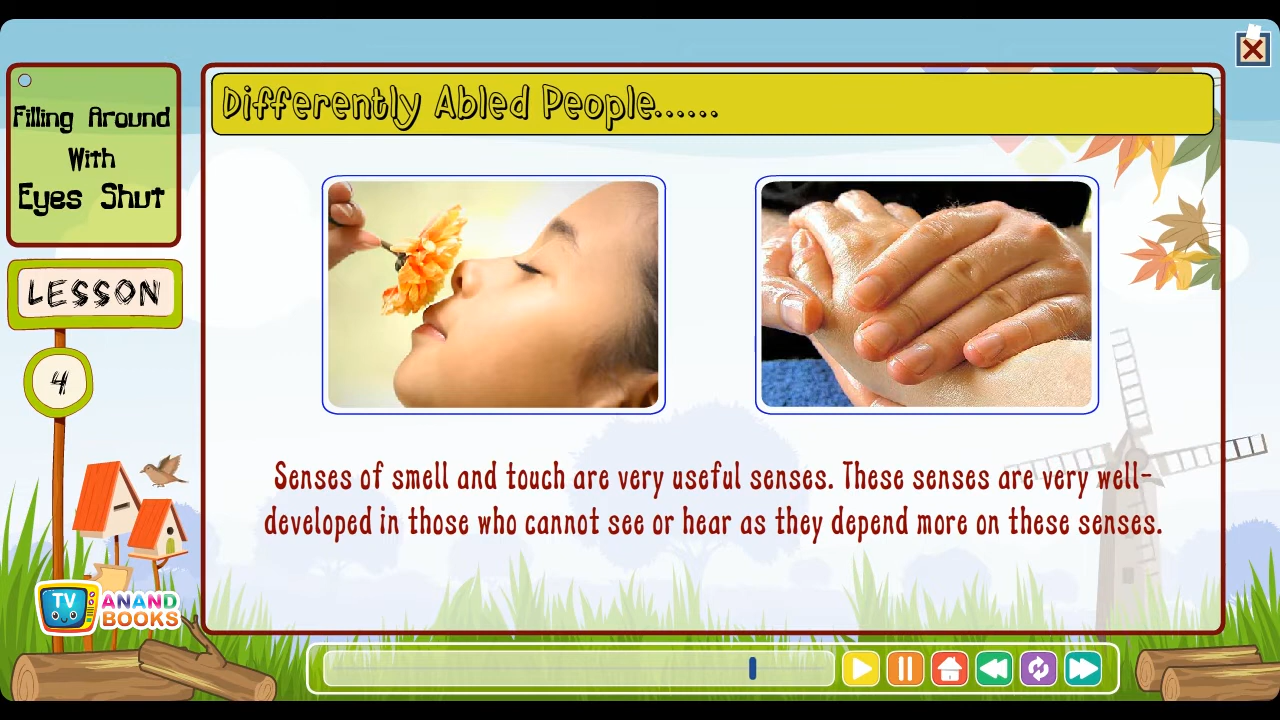 Differently Abled People......
Filling Around
With
Eyes Shut
LESSON
4
Senses of smell and touch are very useful senses. These senses are very well-
developed in those who cannot see or hear as they depend more on these senses.
TV
ANAND
BOOKS